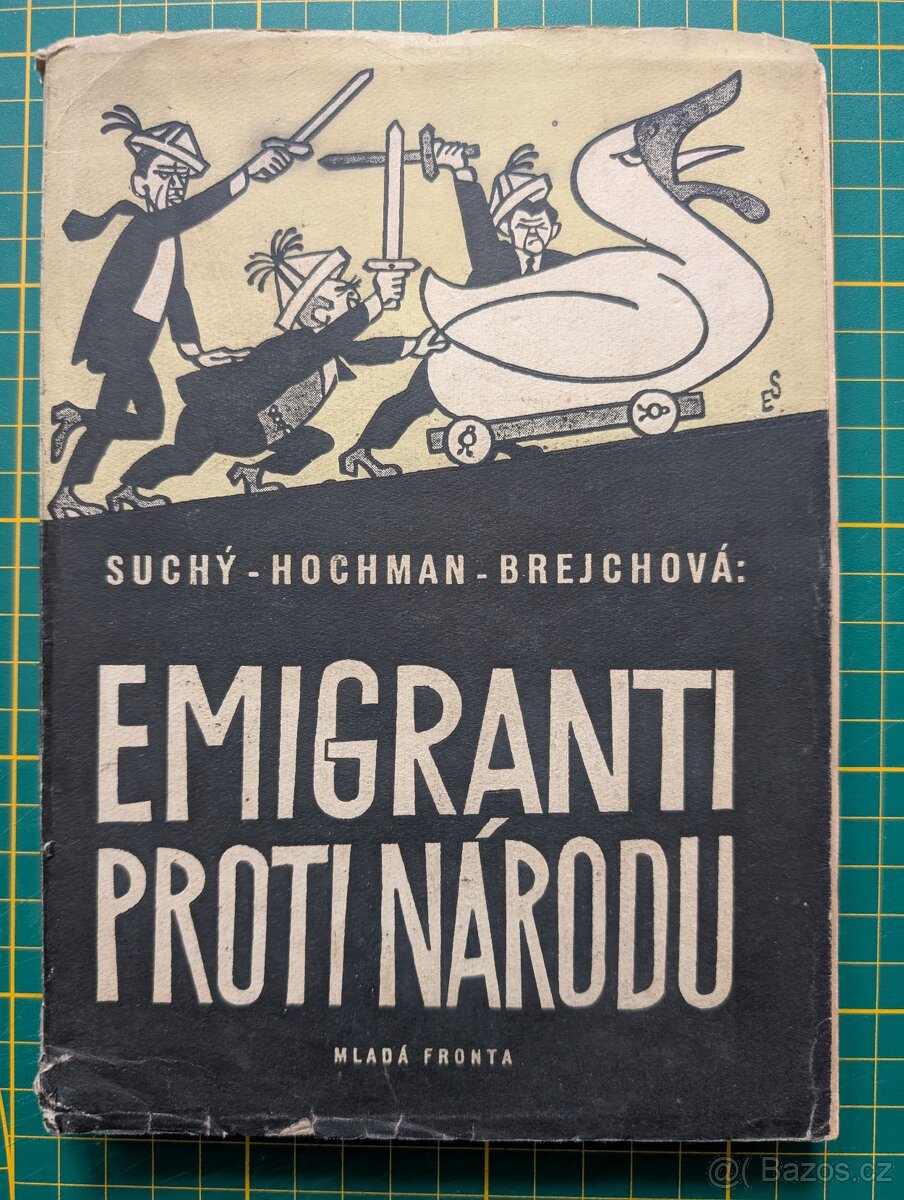 ES
SUCHÝ - HOCHMAN - BREJCHOVÁ:
EMIGRANTI
PROTI NÁRODU
MLADÁ FRONTA
@( Bazos.cz